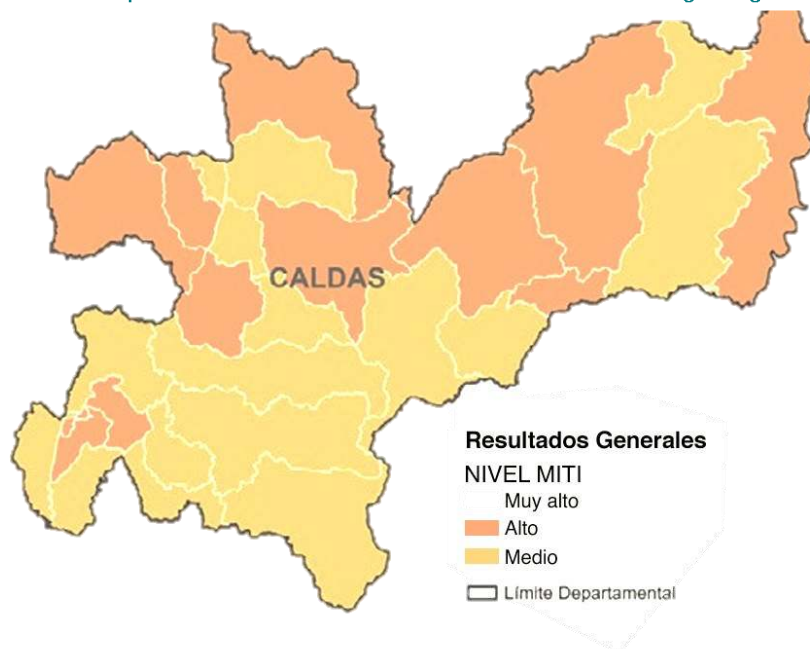 CALDAS
Resultados Generales
NIVEL MITI
Muy alto
Alto
Medio
Límite Departamental